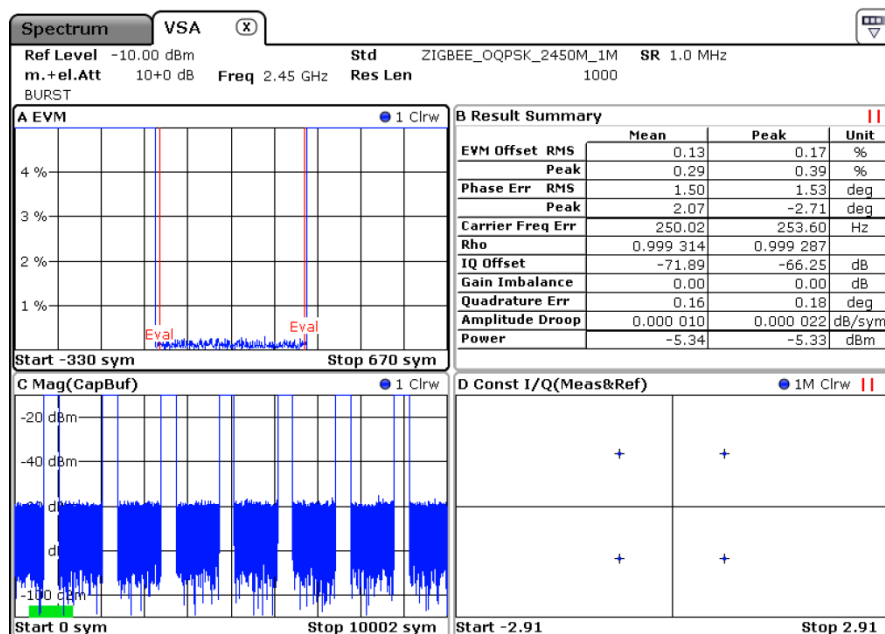 Spectrum VSA X
Ref Level -10.00 dBm Std ZIGBEE_OQPSK_2450M_1M SR 1.0 MHz
m.+el.Att 10+0 dB Freq 2.45 GHz Res Len 1000
BURST
A EVM 1 Clrw
4 %
3 %
2 %
1 %
Eval Eval
Start -330 sym Stop 670 sym
B Result Summary
Mean Peak Unit
EVM Offset RMS 0.13 0.17 %
Peak 0.29 0.39 %
Phase Err RMS 1.50 1.53 deg
Peak 2.07 -2.71 deg
Carrier Freq Err 250.02 253.60 Hz
Rho 0.999 314 0.999 287
IQ Offset -71.89 -66.25 dB
Gain Imbalance 0.00 0.00 dB
Quadrature Err 0.16 0.18 deg
Amplitude Droop 0.000 010 0.000 022 dB/sym
Power -5.34 -5.33 dBm
C Mag(CapBuf) 1 Clrw
-20 dBm
-40 dBm
-100 dBm
Start 0 sym Stop 10002 sym
D Const I/Q(Meas&Ref) 1M Clrw
Start -2.91 Stop 2.91